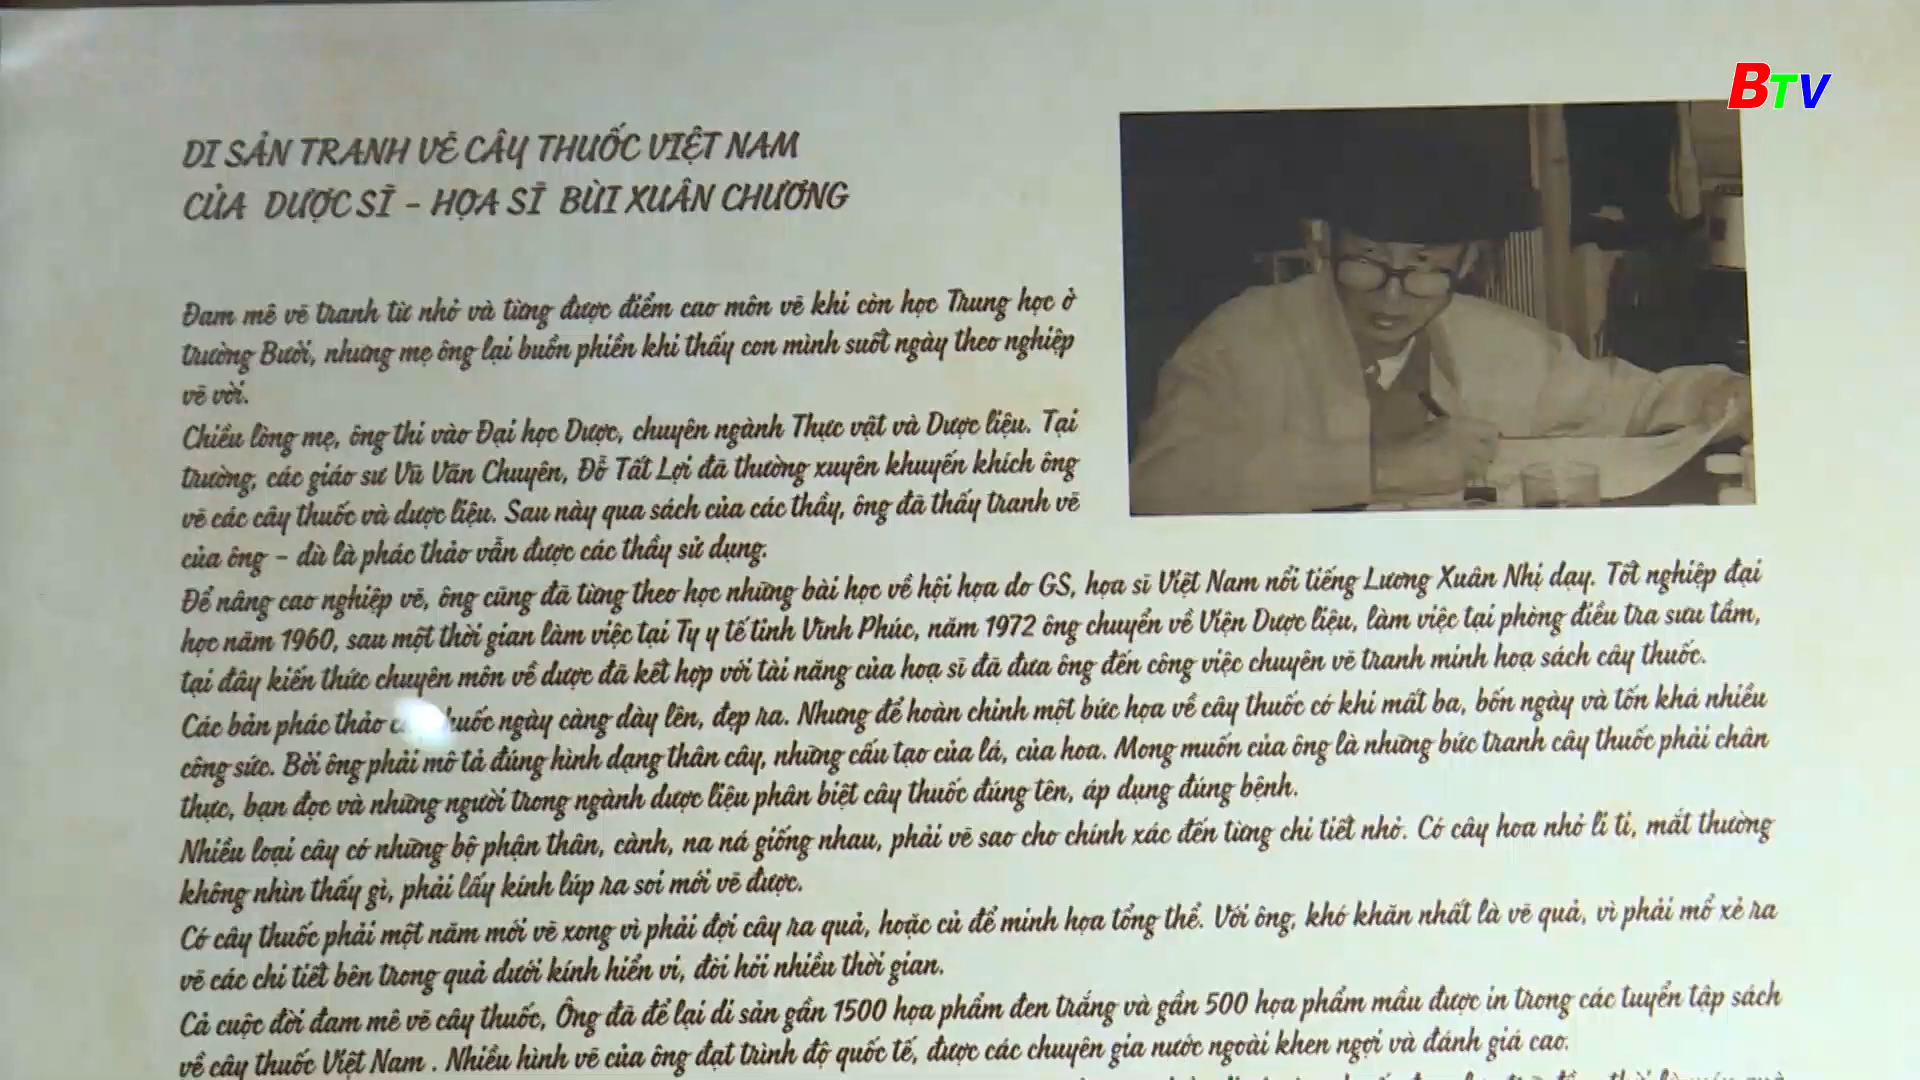 BTV
DI SẢN TRANH VẼ CÂY THUỐC VIỆT NAM
CỦA DƯỢC SĨ – HỌA SĨ BÙI XUÂN CHƯƠNG
Đam mê vẽ tranh từ nhỏ và từng được điểm cao môn vẽ khi còn học Trung học ở
trường Bưởi, nhưng mẹ ông lại buồn phiền khi thấy con mình suốt ngày theo nghiệp
vẽ vời.
Chiều lòng mẹ, ông thi vào Đại học Dược, chuyên ngành Thực vật và Dược liệu. Tại
trường, các giáo sư Vũ Văn Chuyên, Đỗ Tất Lợi đã thường xuyên khuyến khích ông
vẽ các cây thuốc và dược liệu. Sau này qua sách của các thầy, ông đã thấy tranh vẽ
của ông – dù là phác thảo vẫn được các thầy sử dụng.
Để nâng cao nghiệp vẽ, ông cũng đã từng theo học những bài học về hội họa do GS, họa sĩ Việt Nam nổi tiếng Lương Xuân Nhị dạy. Tốt nghiệp đại
học năm 1960, sau một thời gian làm việc tại Ty y tế tỉnh Vĩnh Phúc, năm 1972 ông chuyển về Viện Dược liệu, làm việc tại phòng điều tra sưu tầm,
tại đây kiến thức chuyên môn về dược đã kết hợp với tài năng của hoạ sĩ đã đưa ông đến công việc chuyên vẽ tranh minh hoạ sách cây thuốc.
Các bản phác thảo ngày càng dày lên, đẹp ra. Nhưng để hoàn chỉnh một bức họa về cây thuốc có khi mất ba, bốn ngày và tốn khá nhiều
công sức. Bởi ông phải mô tả đúng hình dạng thân cây, những cấu tạo của lá, của hoa. Mong muốn của ông là những bức tranh cây thuốc phải chân
thực, bạn đọc và những người trong ngành dược liệu phân biệt cây thuốc đúng tên, áp dụng đúng bệnh.
Nhiều loại cây có những bộ phận thân, cành, na ná giống nhau, phải vẽ sao cho chính xác đến từng chi tiết nhỏ. Có cây hoa nhỏ li ti, mắt thường
không nhìn thấy gì, phải lấy kính lúp ra soi mới vẽ được.
Có cây thuốc phải một năm mới vẽ xong vì phải đợi cây ra quả, hoặc củ để minh họa tổng thể. Với ông, khó khăn nhất là vẽ quả, vì phải mổ xẻ ra
vẽ các chi tiết bên trong quả dưới kính hiển vi, đòi hỏi nhiều thời gian.
Cả cuộc đời đam mê vẽ cây thuốc, Ông đã để lại di sản gần 1500 họa phẩm đen trắng và gần 500 họa phẩm mầu được in trong các tuyển tập sách
về cây thuốc Việt Nam . Nhiều hình vẽ của ông đạt trình độ quốc tế, được các chuyên gia nước ngoài khen ngợi và đánh giá cao.